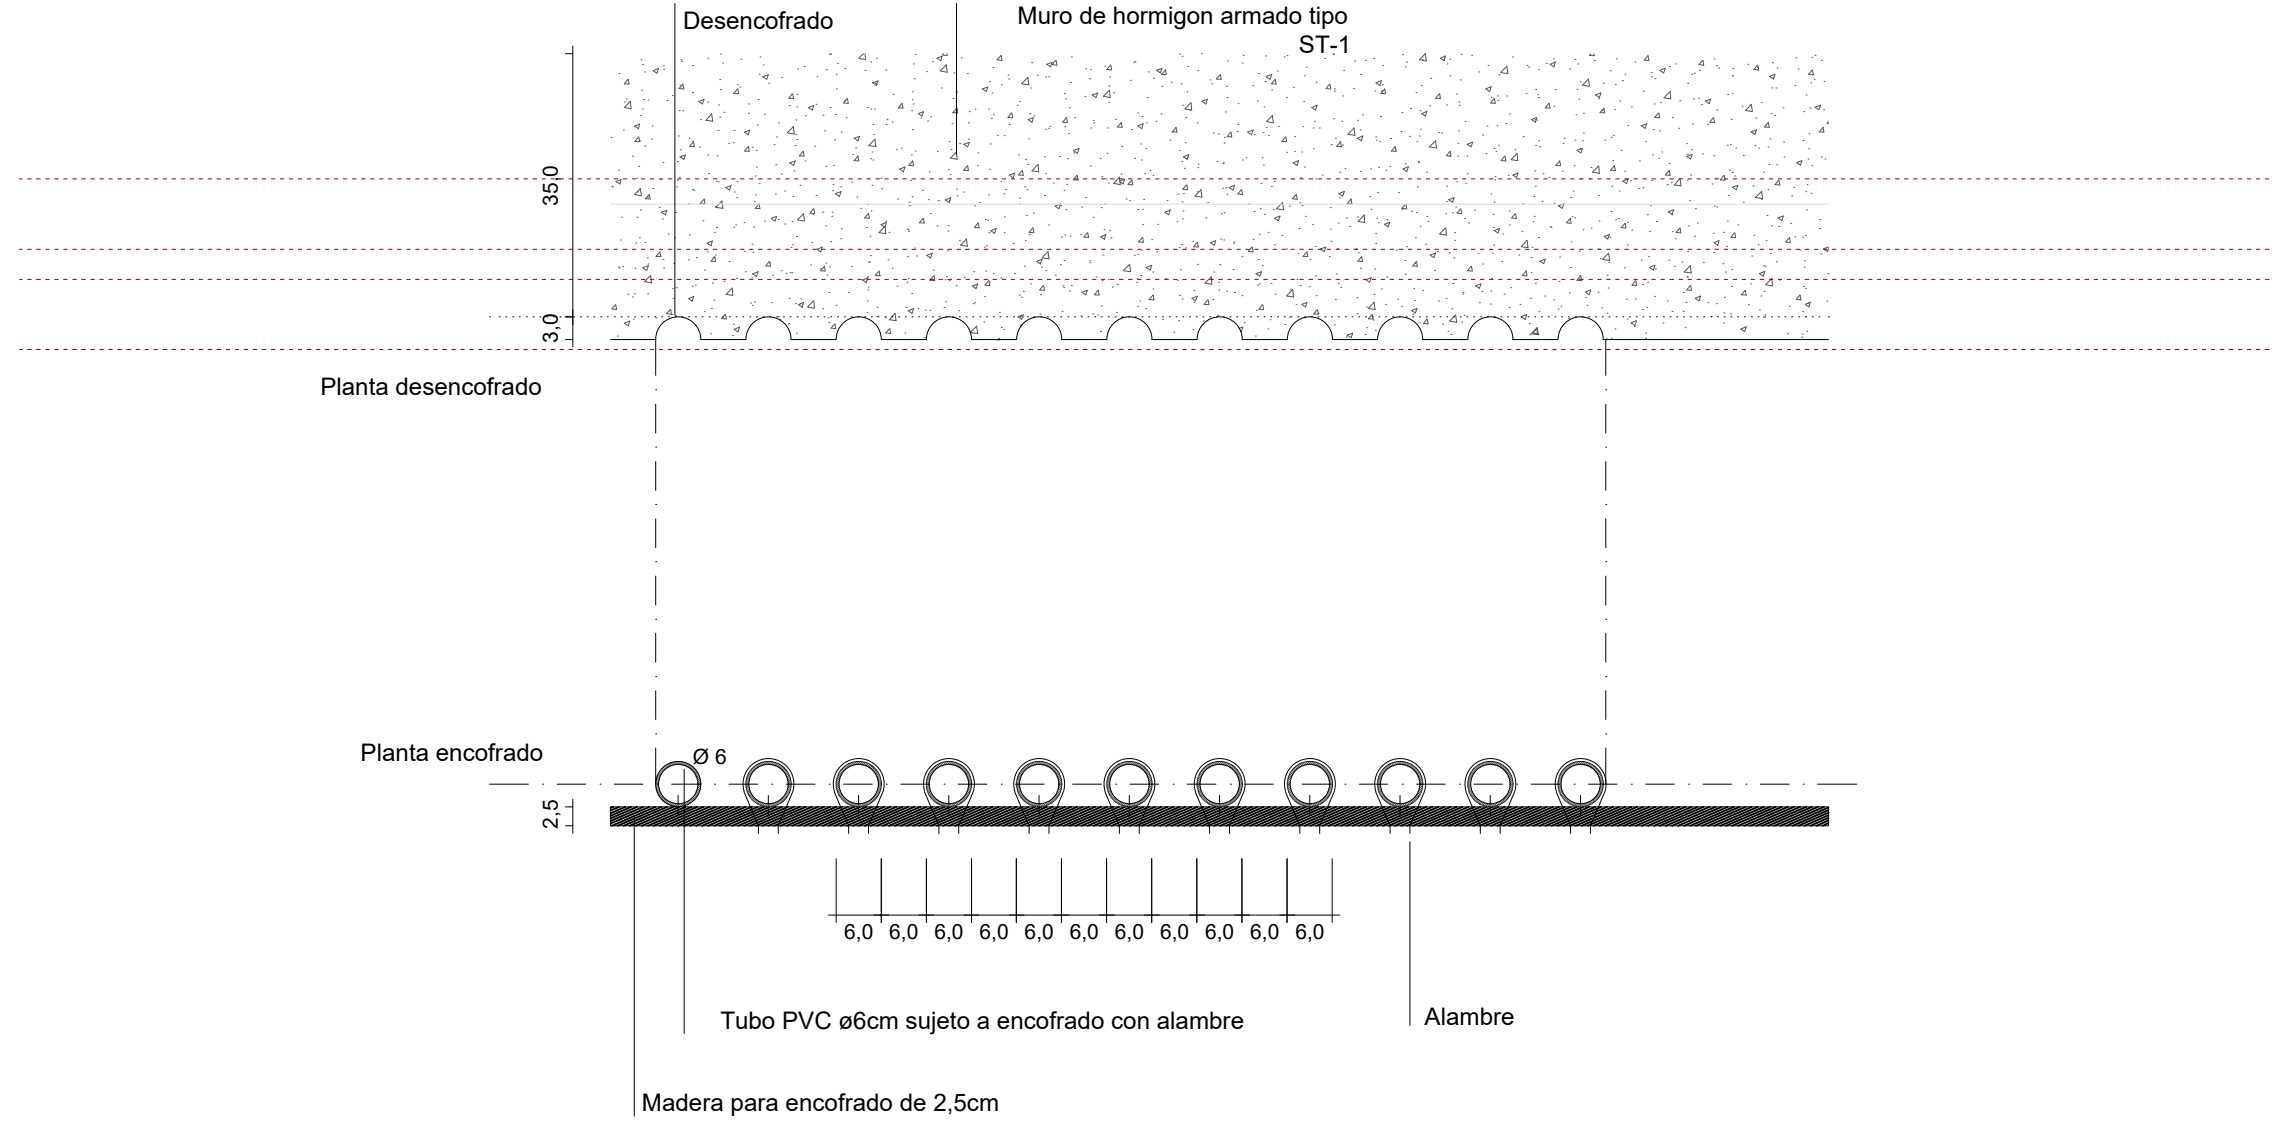 Desencofrado
Muro de hormigon armado tipo
ST-1
35,0
3,0
Planta desencofrado
Planta encofrado
Ø 6
2,5
6,0 6,0 6,0 6,0 6,0 6,0 6,0 6,0 6,0 6,0 6,0
Tubo PVC ø6cm sujeto a encofrado con alambre
Alambre
Madera para encofrado de 2,5cm